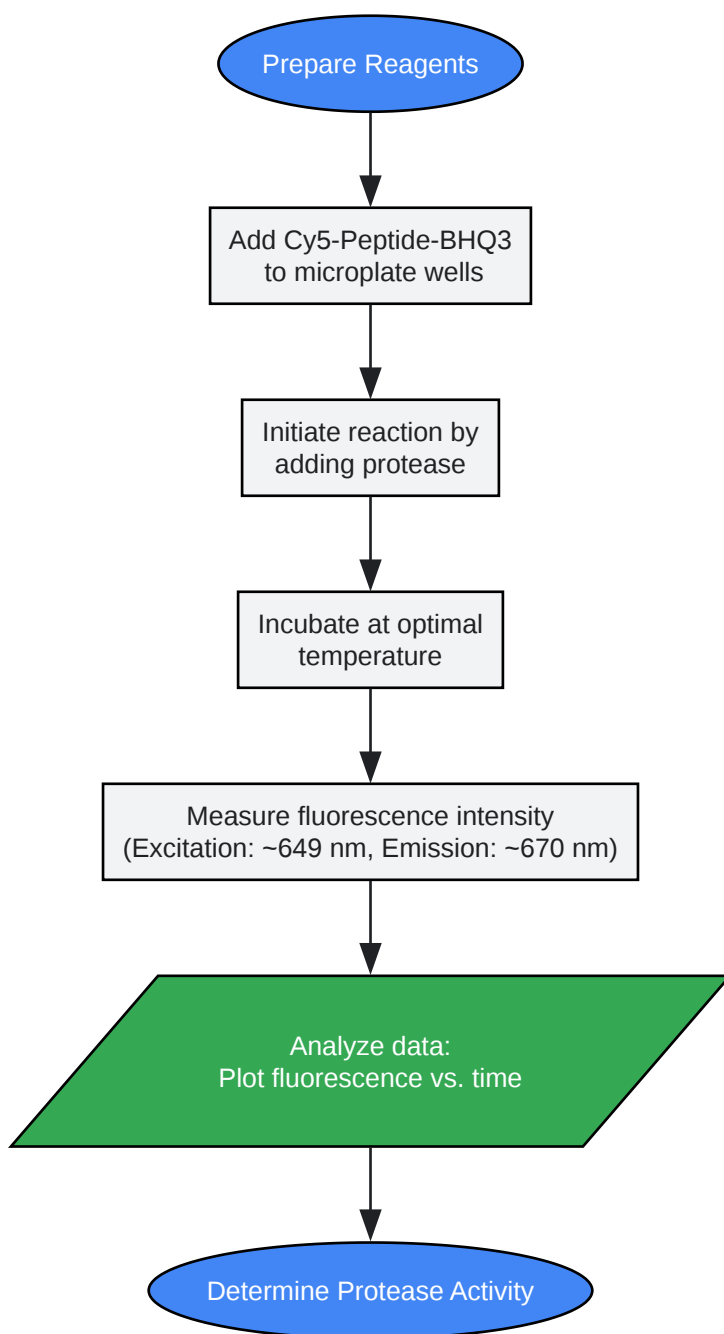 Prepare Reagents
Add Cy5-Peptide-BHQ3
to microplate wells
Initiate reaction by
adding protease
Incubate at optimal
temperature
Measure fluorescence intensity
(Excitation: ~649 nm, Emission: ~670 nm)
Analyze data:
Plot fluorescence vs. time
Determine Protease Activity